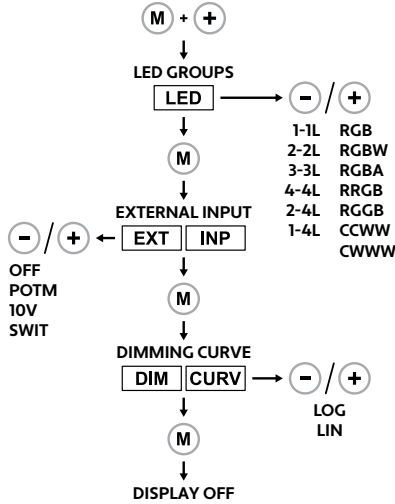 M + +
LED GROUPS
LED
− / +
1-1L RGB
2-2L RGBW
3-3L RGBA
4-4L RRGB
2-4L RGGB
1-4L CCWW
CWWW
M
EXTERNAL INPUT
− / +
EXT INP
OFF
POTM
10V
SWIT
M
DIMMING CURVE
DIM CURV
− / +
LOG
LIN
M
DISPLAY OFF